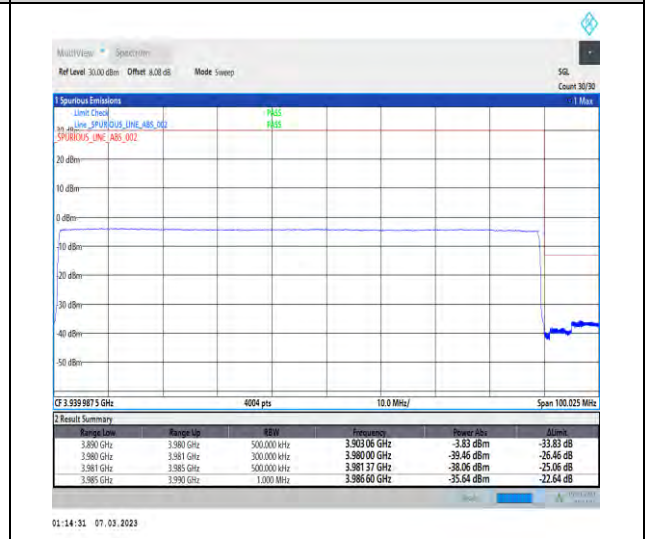 MultiView Spectrum
Ref Level 30.00 dBm Offset 8.08 dB Mode Sweep SGL
Count 30/30
1 Spurious Emissions 1 Max
Limit Check PASS
Line _SPURIOUS_LINE_ABS_002 PASS
_SPURIOUS_LINE_ABS_002
20 dBm
10 dBm
0 dBm
-10 dBm
-20 dBm
-30 dBm
-40 dBm
-50 dBm
CF 3.939 987 5 GHz 4004 pts 10.0 MHz/ Span 100.025 MHz
2 Result Summary
Range Low Range Up RBW Frequency Power Abs ΔLimit
3.890 GHz 3.980 GHz 500.000 kHz 3.903 06 GHz -3.83 dBm -33.83 dB
3.980 GHz 3.981 GHz 300.000 kHz 3.980 00 GHz -39.46 dBm -26.46 dB
3.981 GHz 3.985 GHz 500.000 kHz 3.981 37 GHz -38.06 dBm -25.06 dB
3.985 GHz 3.990 GHz 1.000 MHz 3.986 60 GHz -35.64 dBm -22.64 dB
01:14:31 07.03.2023